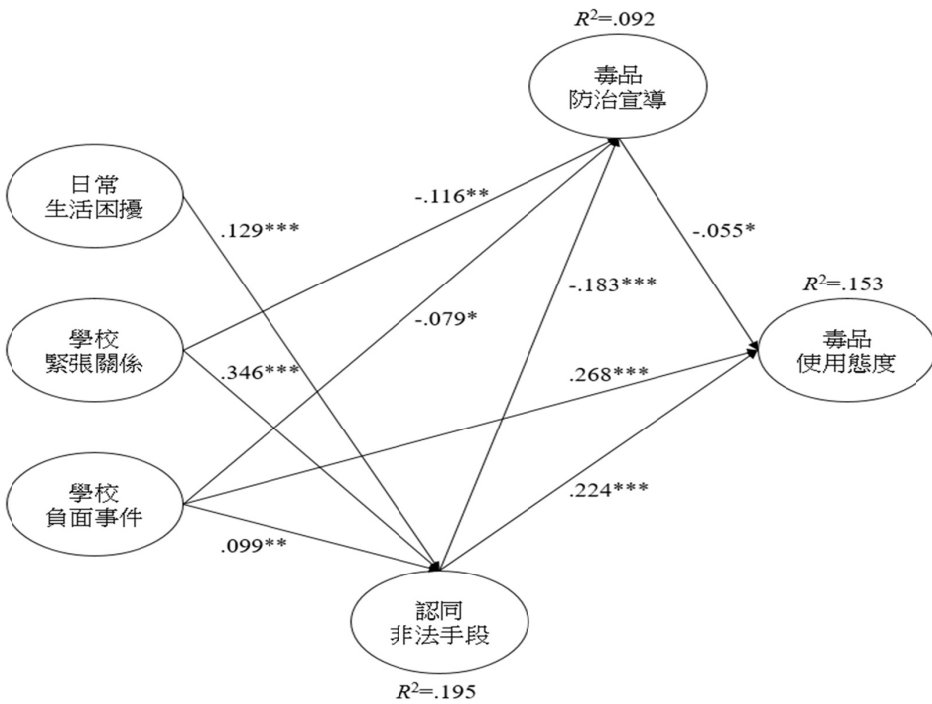 R²=.092
毒品
防治宣導
日常
生活困擾
-.116**
.129***
-.055*
-.183***
R²=.153
-.079*
學校
緊張關係
毒品
使用態度
.346***
.268***
學校
負面事件
.224***
.099**
認同
非法手段
R²=.195